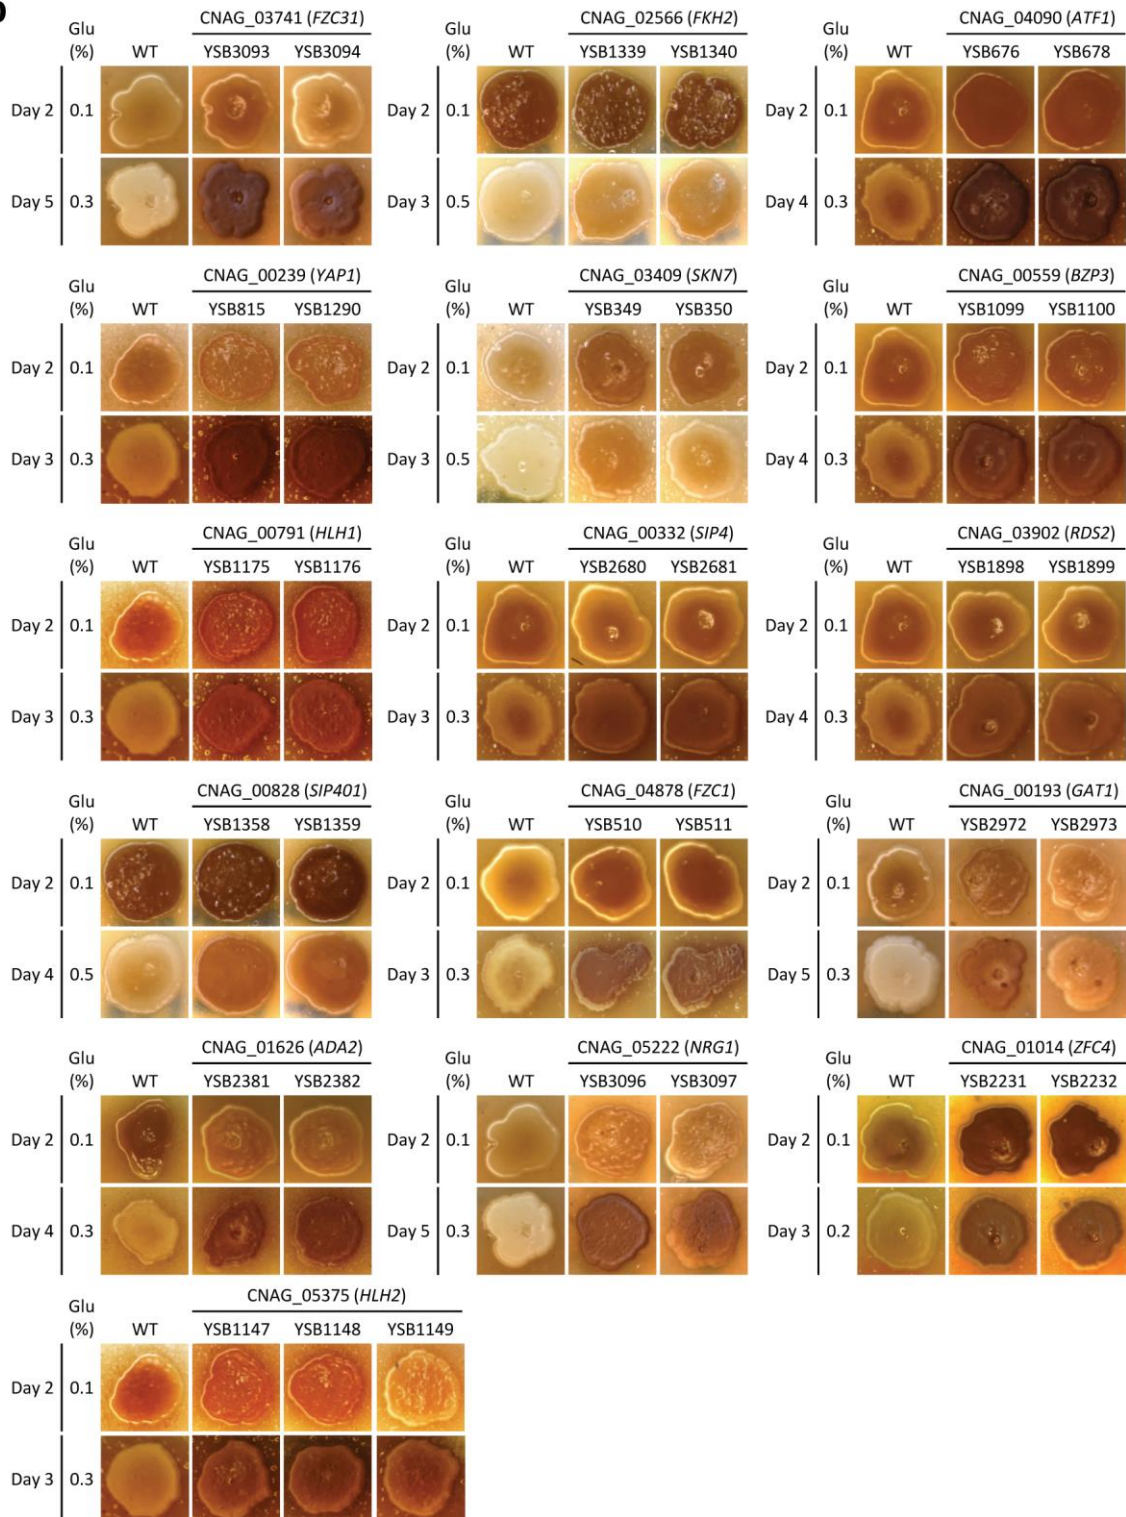 Glu CNAG_03741 (FZC31) Glu CNAG_02566 (FKH2) Glu CNAG_04090 (ATF1)
(%) WT YSB3093 YSB3094 (%) WT YSB1339 YSB1340 (%) WT YSB676 YSB678
Day 2 0.1 Day 2 0.1 Day 2 0.1
Day 5 0.3 Day 3 0.5 Day 4 0.3
Glu CNAG_00239 (YAP1) Glu CNAG_03409 (SKN7) Glu CNAG_00559 (BZP3)
(%) WT YSB815 YSB1290 (%) WT YSB349 YSB350 (%) WT YSB1099 YSB1100
Day 2 0.1 Day 2 0.1 Day 2 0.1
Day 3 0.3 Day 3 0.5 Day 4 0.3
Glu CNAG_00791 (HLH1) Glu CNAG_00332 (SIP4) Glu CNAG_03902 (RDS2)
(%) WT YSB1175 YSB1176 (%) WT YSB2680 YSB2681 (%) WT YSB1898 YSB1899
Day 2 0.1 Day 2 0.1 Day 2 0.1
Day 3 0.3 Day 3 0.3 Day 4 0.3
Glu CNAG_00828 (SIP401) Glu CNAG_04878 (FZC1) Glu CNAG_00193 (GAT1)
(%) WT YSB1358 YSB1359 (%) WT YSB510 YSB511 (%) WT YSB2972 YSB2973
Day 2 0.1 Day 2 0.1 Day 2 0.1
Day 4 0.5 Day 3 0.3 Day 5 0.3
Glu CNAG_01626 (ADA2) Glu CNAG_05222 (NRG1) Glu CNAG_01014 (ZFC4)
(%) WT YSB2381 YSB2382 (%) WT YSB3096 YSB3097 (%) WT YSB2231 YSB2232
Day 2 0.1 Day 2 0.1 Day 2 0.1
Day 4 0.3 Day 5 0.3 Day 3 0.2
Glu CNAG_05375 (HLH2)
(%) WT YSB1147 YSB1148 YSB1149
Day 2 0.1
Day 3 0.3